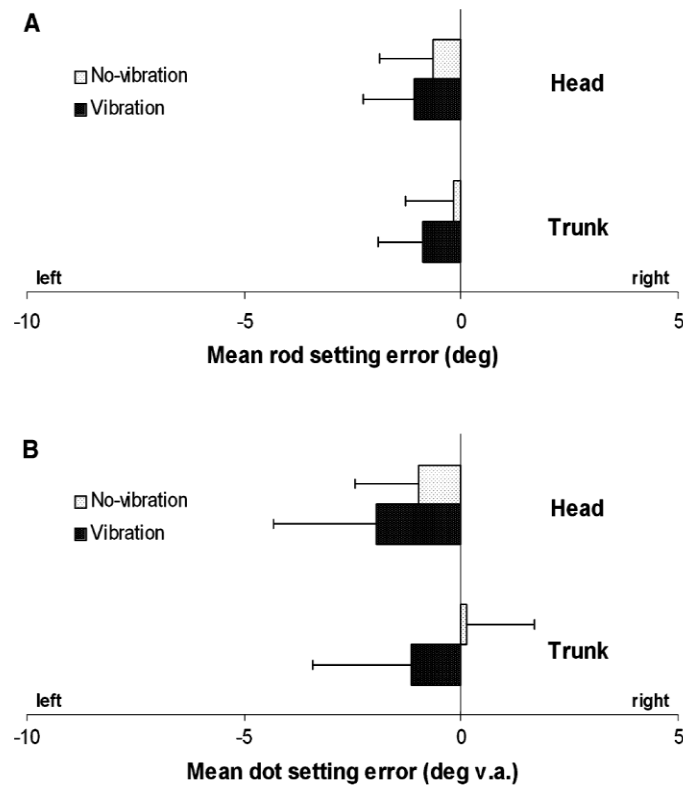 A
No-vibration
Vibration
Head
Trunk
left right
-10 -5 0 5
Mean rod setting error (deg)
B
No-vibration
Vibration
Head
Trunk
left right
-10 -5 0 5
Mean dot setting error (deg v.a.)